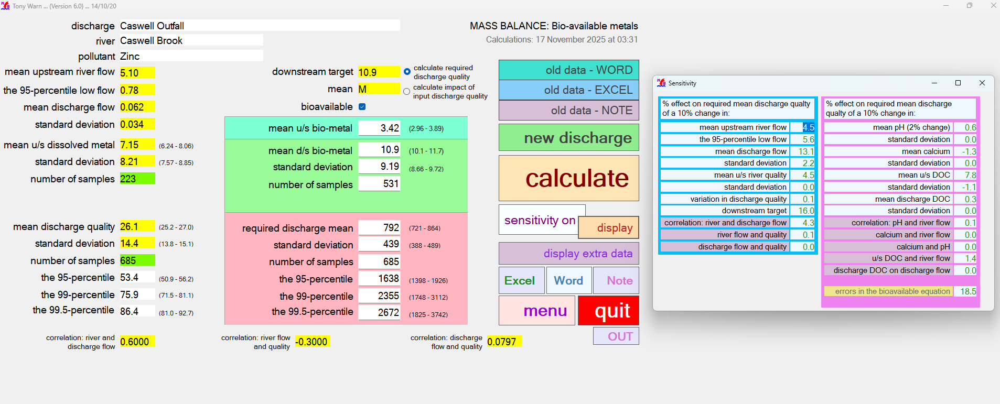 Tony Warn ... (Version 6.0) ... 14/10/20
discharge Caswell Outfall
river Caswell Brook
pollutant Zinc
MASS BALANCE: Bio-available metals
Calculations: 17 November 2025 at 03:31
mean upstream river flow 5.10
the 95-percentile low flow 0.78
mean discharge flow 0.062
standard deviation 0.034
mean u/s dissolved metal 7.15 (6.24 - 8.06)
standard deviation 8.21 (7.57 - 8.85)
number of samples 223
mean discharge quality 26.1 (25.2 - 27.0)
standard deviation 14.4 (13.8 - 15.1)
number of samples 685
the 95-percentile 53.4 (50.9 - 56.2)
the 99-percentile 75.9 (71.5 - 81.1)
the 99.5-percentile 86.4 (81.0 - 92.7)
downstream target 10.9
mean M
bioavailable
calculate required
discharge quality
calculate impact of
input discharge quality
mean u/s bio-metal 3.42 (2.96 - 3.89)
mean d/s bio-metal 10.9 (10.1 - 11.7)
standard deviation 9.19 (8.66 - 9.72)
number of samples 531
required discharge mean 792 (721 - 864)
standard deviation 439 (388 - 489)
number of samples 685
the 95-percentile 1638 (1398 - 1926)
the 99-percentile 2355 (1748 - 3112)
the 99.5-percentile 2672 (1825 - 3742)
correlation: river and
discharge flow 0.6000
correlation: river flow
and quality -0.3000
correlation: discharge
flow and quality 0.0797
old data - WORD
old data - EXCEL
old data - NOTE
new discharge
calculate
sensitivity on
display
display extra data
Excel Word Note
menu quit
OUT
Sensitivity
% effect on required mean discharge qualty
of a 10% change in:
mean upstream river flow 4.5
the 95-percentile low flow 5.6
mean discharge flow 13.1
standard deviation 2.2
mean u/s river quality 4.5
standard deviation 0.0
variation in discharge quality 0.1
downstream target 16.0
correlation: river and discharge flow 4.3
river flow and quality 0.1
discharge flow and quality 0.0
% effect on required mean discharge
qualty of a 10% change in:
mean pH (2% change) 0.6
standard deviation 0.0
mean calcium -1.3
standard deviation 0.0
mean u/s DOC 7.8
standard deviation -1.1
mean discharge DOC 0.3
standard deviation 0.0
correlation: pH and river flow 0.1
calcium and river flow 0.0
calcium and pH 0.0
u/s DOC and river flow 1.4
discharge DOC on discharge flow 0.0
errors in the bioavailable equation 18.5